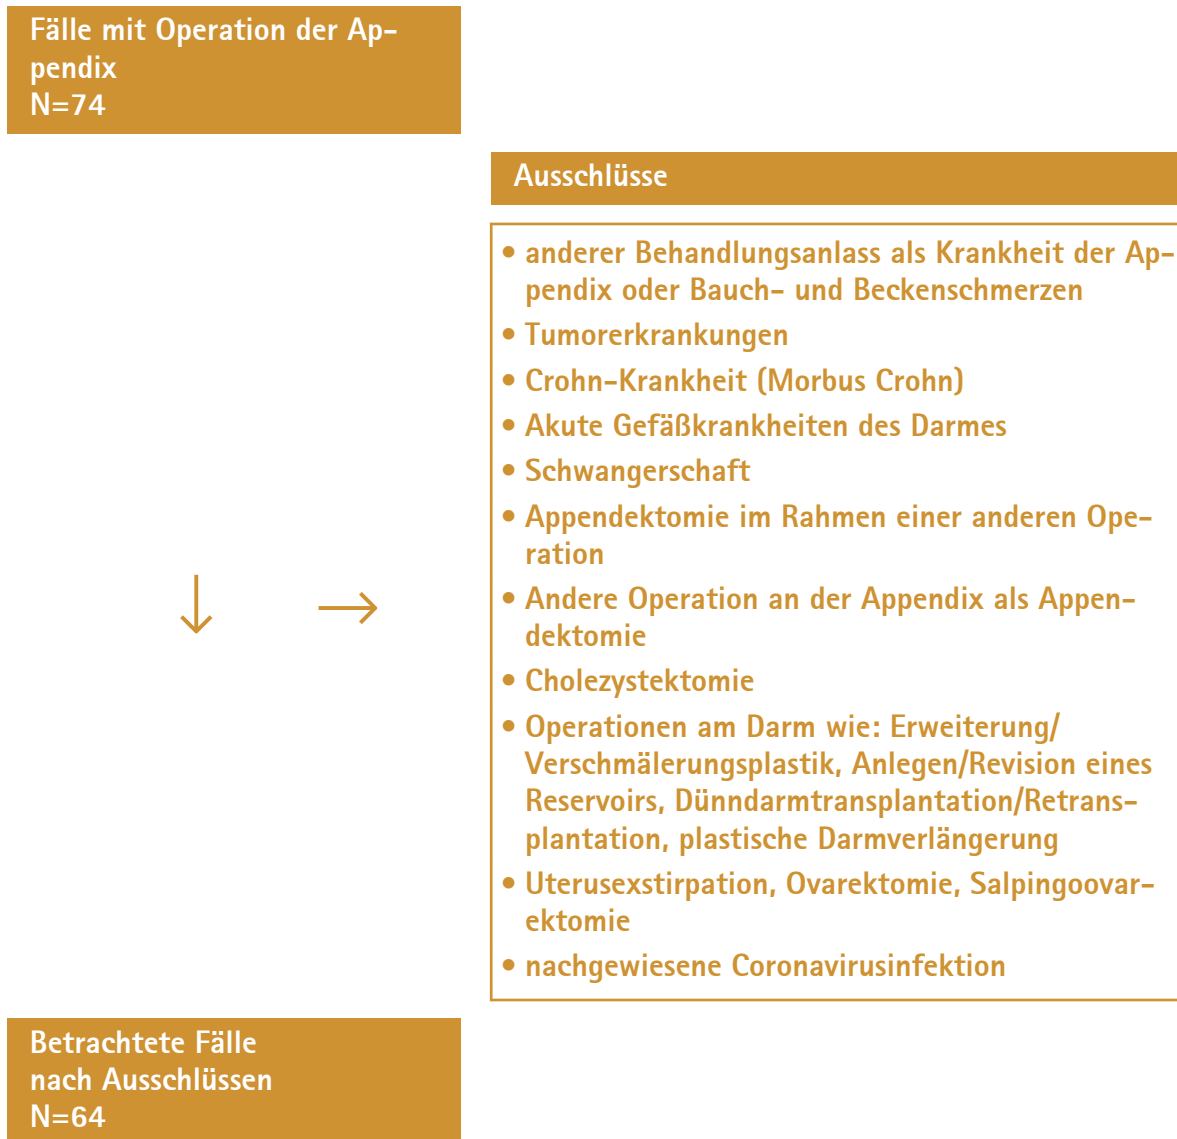 Fälle mit Operation der Ap-
pendix
N=74
Ausschlüsse
• anderer Behandlungsanlass als Krankheit der Ap-
pendix oder Bauch- und Beckenschmerzen
• Tumorerkrankungen
• Crohn-Krankheit (Morbus Crohn)
• Akute Gefäßkrankheiten des Darmes
• Schwangerschaft
• Appendektomie im Rahmen einer anderen Ope-
ration
• Andere Operation an der Appendix als Appen-
dektomie
• Cholezystektomie
• Operationen am Darm wie: Erweiterung/
Verschmälerungsplastik, Anlegen/Revision eines
Reservoirs, Dünndarmtransplantation/Retrans-
plantation, plastische Darmverlängerung
• Uterusexstirpation, Ovarektomie, Salpingoovar-
ektomie
• nachgewiesene Coronavirusinfektion
Betrachtete Fälle
nach Ausschlüssen
N=64